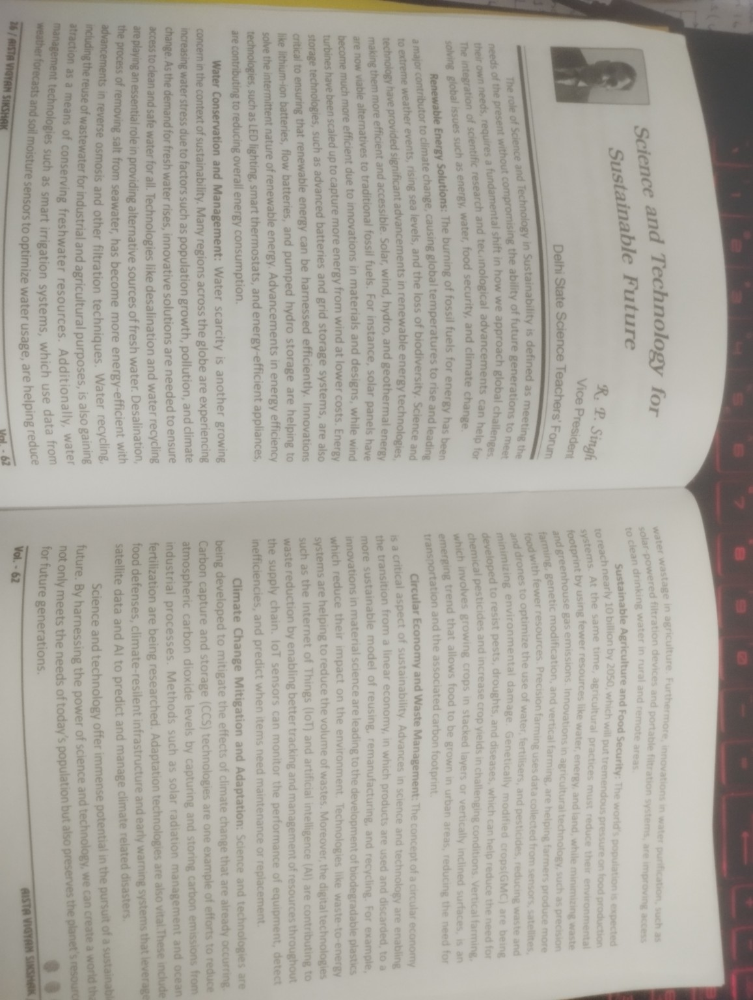 Science and Technology for
Sustainable Future
R. P. Singh
Vice President
Delhi State Science Teachers' Forum
The role of Science and Technology in Sustainability is defined as meeting the
needs of the present without compromising the ability of future generations to meet
their own needs, requires a fundamental shift in how we approach global challenges.
The integration of scientific research and technological advancements can help for
solving global issues such as energy, water, food security, and climate change.
Renewable Energy Solutions: The burning of fossil fuels for energy has been
a major contributor to climate change, causing global temperatures to rise and leading
to extreme weather events, rising sea levels, and the loss of biodiversity. Science and
technology have provided significant advancements in renewable energy technologies,
making them more efficient and accessible. Solar, wind, hydro, and geothermal energy
are now viable alternatives to traditional fossil fuels. For instance, solar panels have
become much more efficient due to innovations in materials and designs, while wind
turbines have been scaled up to capture more energy from wind at lower costs. Energy
storage technologies, such as advanced batteries and grid storage systems, are also
critical to ensuring that renewable energy can be harnessed efficiently. Innovations
like lithium-ion batteries, flow batteries, and pumped hydro storage are helping to
solve the intermittent nature of renewable energy. Advancements in energy efficiency
technologies, such as LED lighting, smart thermostats, and energy-efficient appliances,
are contributing to reducing overall energy consumption.
Water Conservation and Management: Water scarcity is another growing
concern in the context of sustainability. Many regions across the globe are experiencing
increasing water stress due to factors such as population growth, pollution, and climate
change. As the demand for fresh water rises, innovative solutions are needed to ensure
access to clean and safe water for all. Technologies like desalination and water recycling
are playing an essential role in providing alternative sources of fresh water. Desalination,
the process of removing salt from seawater, has become more energy-efficient with
advancements in reverse osmosis and other filtration techniques. Water recycling,
including the reuse of wastewater for industrial and agricultural purposes, is also gaining
atraction as a means of conserving freshwater resources. Additionally, water
management technologies such as smart irrigation systems, which use data from
weather forecasts and soil moisture sensors to optimize water usage, are helping reduce
26 / AISTA VIGYAN SIKSHAK Vol. - 62
water wastage in agriculture. Furthermore, innovations in water purification, such as
solar-powered filtration devices and portable filtration systems, are improving access
to clean drinking water in rural and remote areas.
Sustainable Agriculture and Food Security: The world's population is expected
to reach nearly 10 billion by 2050, which will put tremendous pressure on food production
systems. At the same time, agricultural practices must reduce their environmental
footprint by using fewer resources like water, energy, and land, while minimizing waste
and greenhouse gas emissions. Innovations in agricultural technology, such as precision
farming, genetic modification, and vertical farming, are helping farmers produce more
food with fewer resources. Precision farming uses data collected from sensors, satellites,
and drones to optimize the use of water, fertilisers, and pesticides, reducing waste and
minimizing environmental damage. Genetically modified crops(GMC) are being
developed to resist pests, droughts, and diseases, which can help reduce the need for
chemical pesticides and increase crop yields in challenging conditions. Vertical farming,
which involves growing crops in stacked layers or vertically inclined surfaces, is an
emerging trend that allows food to be grown in urban areas, reducing the need for
transportation and the associated carbon footprint.
Circular Economy and Waste Management: The concept of a circular economy
is a critical aspect of sustainability. Advances in science and technology are enabling
the transition from a linear economy, in which products are used and discarded, to a
more sustainable model of reusing, remanufacturing, and recycling. For example,
innovations in material science are leading to the development of biodegradable plastics
which reduce their impact on the environment. Technologies like waste-to-energy
systems are helping to reduce the volume of wastes. Moreover, the digital technologies
such as the Internet of Things (IoT) and artificial intelligence (AI) are contributing to
waste reduction by enabling better tracking and management of resources throughout
the supply chain. IoT sensors can monitor the performance of equipment, detect
inefficiencies, and predict when items need maintenance or replacement.
Climate Change Mitigation and Adaptation: Science and technologies are
being developed to mitigate the effects of climate change that are already occurring.
Carbon capture and storage (CCS) technologies are one example of efforts to reduce
atmospheric carbon dioxide levels by capturing and storing carbon emissions from
industrial processes. Methods such as solar radiation management and ocean
fertilization are being researched. Adaptation technologies are also vital.These include
food defenses, climate-resilent infrastructure and early warning systems that leverage
satellite data and AI to predict and manage climate related disasters.
Science and technology offer immense potential in the pursuit of a sustainabl
future. By harnessing the power of science and technology, we can create a world tha
not only meets the needs of today's population but also preserves the planet's resourc
for future generations.
Vol. - 62 AISTA VIGYAN SIKSHAK
1
2
3
4
5
6
7
8
9
0